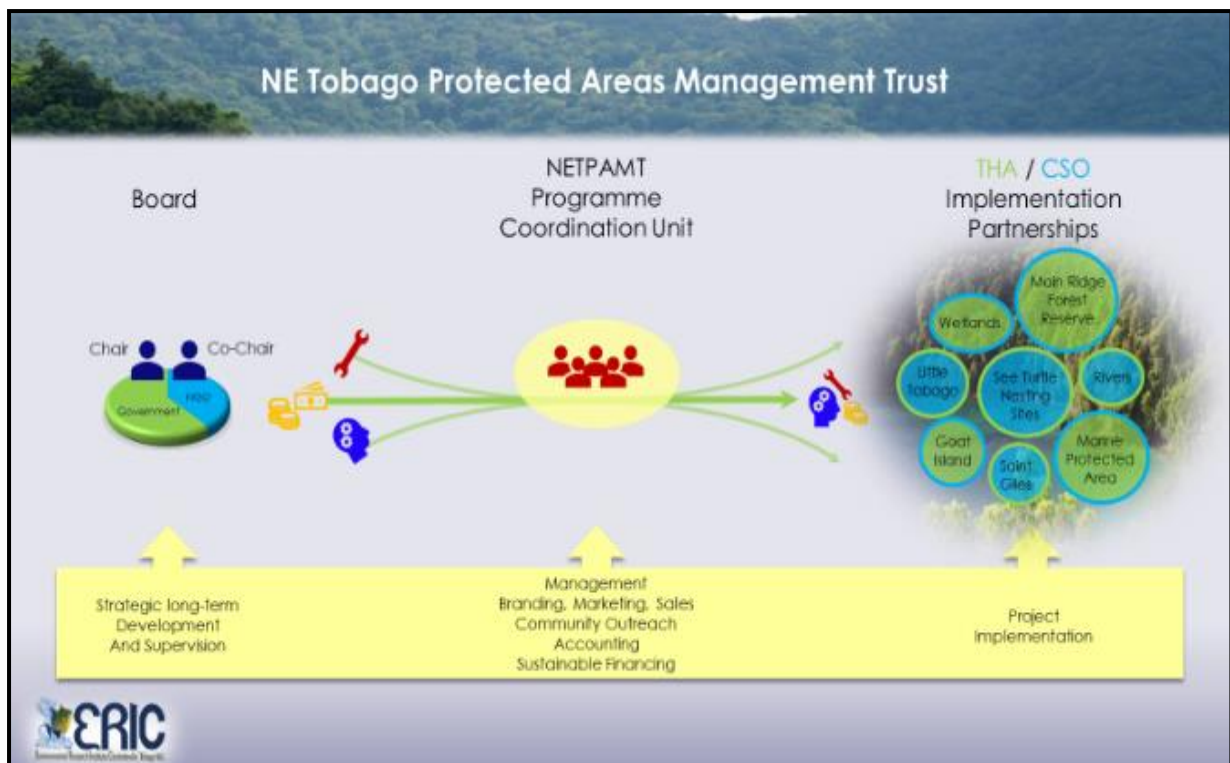 NE Tobago Protected Areas Management Trust
Board
NETPAMT
Programme
Coordination Unit
THA / CSO
Implementation
Partnerships
Chair
Co-Chair
Government
NGO
Main Ridge
Forest
Reserve
Wetlands
Little
Tobago
See Turtle
Nesting
Sites
Rivers
Goat
Island
Saint
Giles
Marine
Protected
Area
Strategic long-term
Development
And Supervision
Management
Branding, Marketing, Sales
Community Outreach
Accounting
Sustainable Financing
Project
Implementation
ERIC